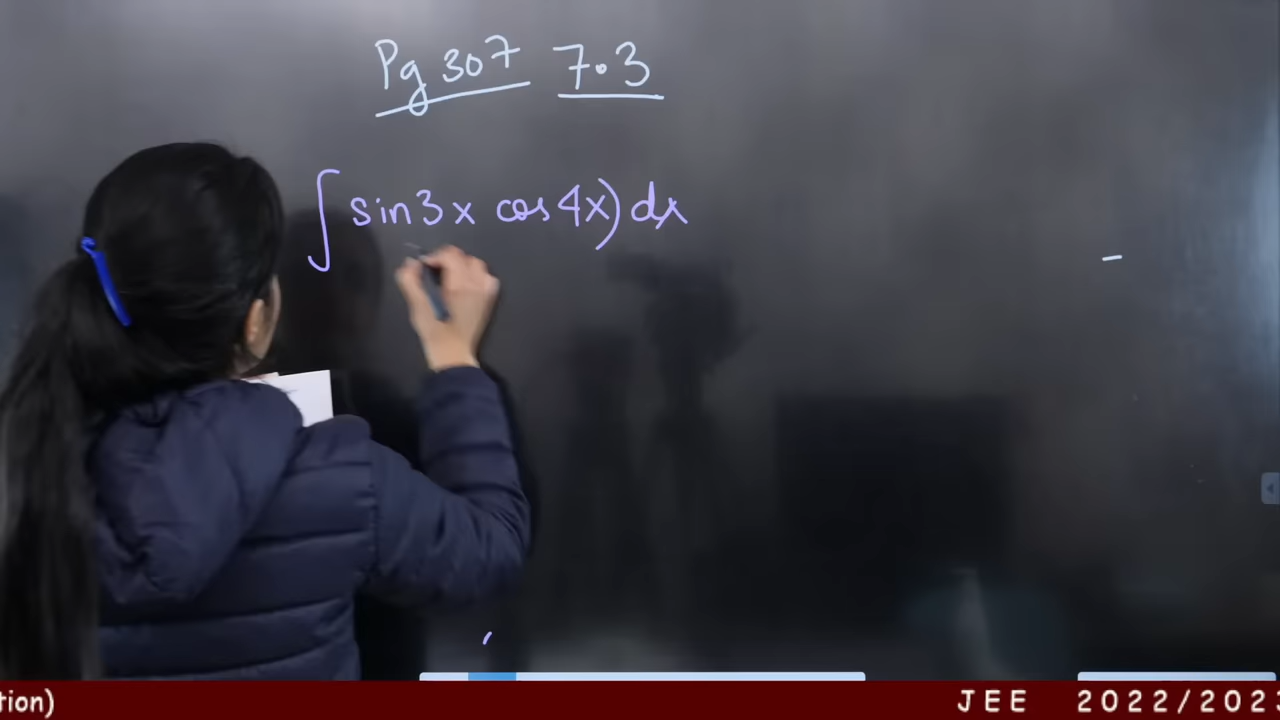 Pg 307 7.3
∫ sin3x cos4x) dx
tion)
JEE 2022/2023